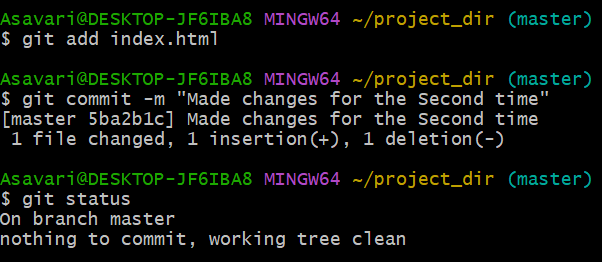 Asavari@DESKTOP-JF6IBA8 MINGW64 ~/project_dir (master)
$ git add index.html
Asavari@DESKTOP-JF6IBA8 MINGW64 ~/project_dir (master)
$ git commit -m "Made changes for the Second time"
[master 5ba2b1c] Made changes for the Second time
 1 file changed, 1 insertion(+), 1 deletion(-)
Asavari@DESKTOP-JF6IBA8 MINGW64 ~/project_dir (master)
$ git status
On branch master
nothing to commit, working tree clean